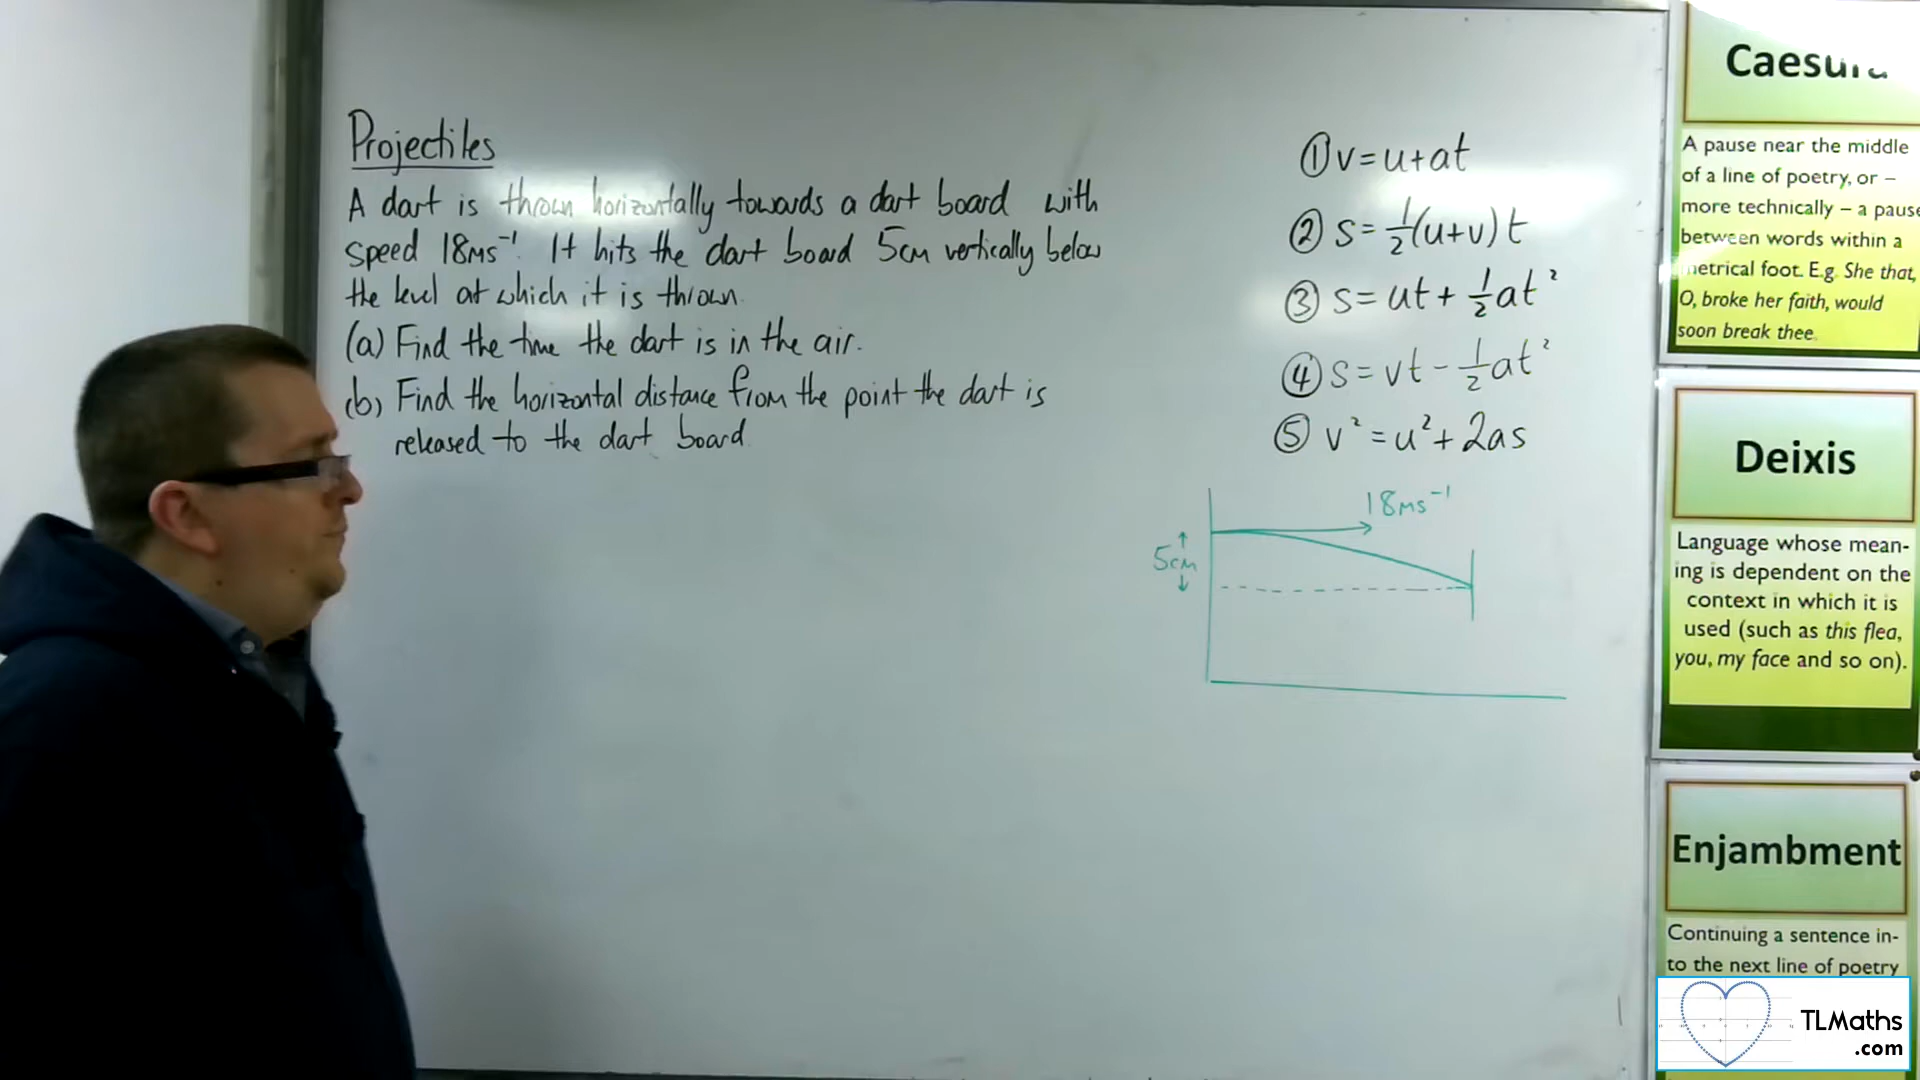 Projectiles
A dart is thrown horizontally towards a dart board with
speed 18ms⁻¹. It hits the dart board 5cm vertically below
the level at which it is thrown.
(a) Find the time the dart is in the air.
(b) Find the horizontal distance from the point the dart is
released to the dart board.
① v=u+at
② s=½(u+v)t
③ s=ut+½at²
④ s=vt-½at²
⑤ v²=u²+2as
18ms⁻¹
5cm
Caesura
A pause near the middle
of a line of poetry, or –
more technically – a pause
between words within a
metrical foot. E.g. She that,
O, broke her faith, would
soon break thee.
Deixis
Language whose mean-
ing is dependent on the
context in which it is
used (such as this flea,
you, my face and so on).
Enjambment
Continuing a sentence in-
to the next line of poetry
TLMaths
.com